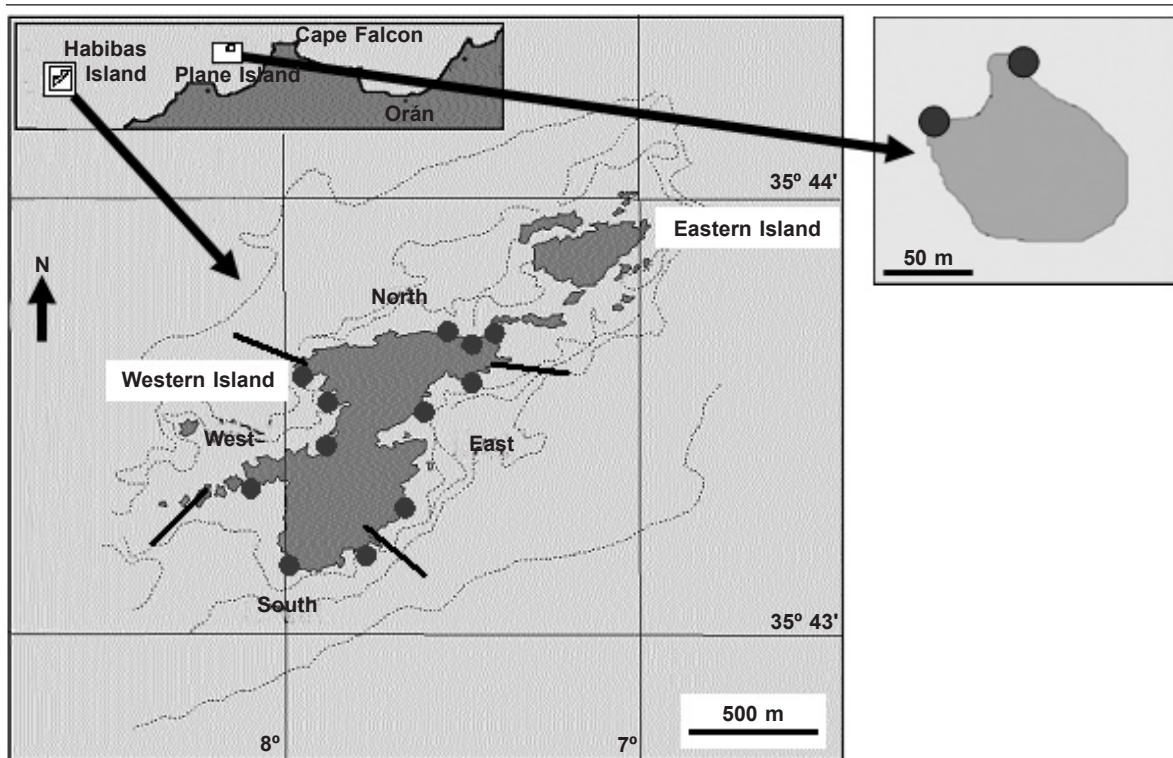 Cape Falcon
Habibas
Island
Plane Island
Orán
50 m
35º 44'
Eastern Island
N
North
Western Island
West
East
South
35º 43'
500 m
8º
7º